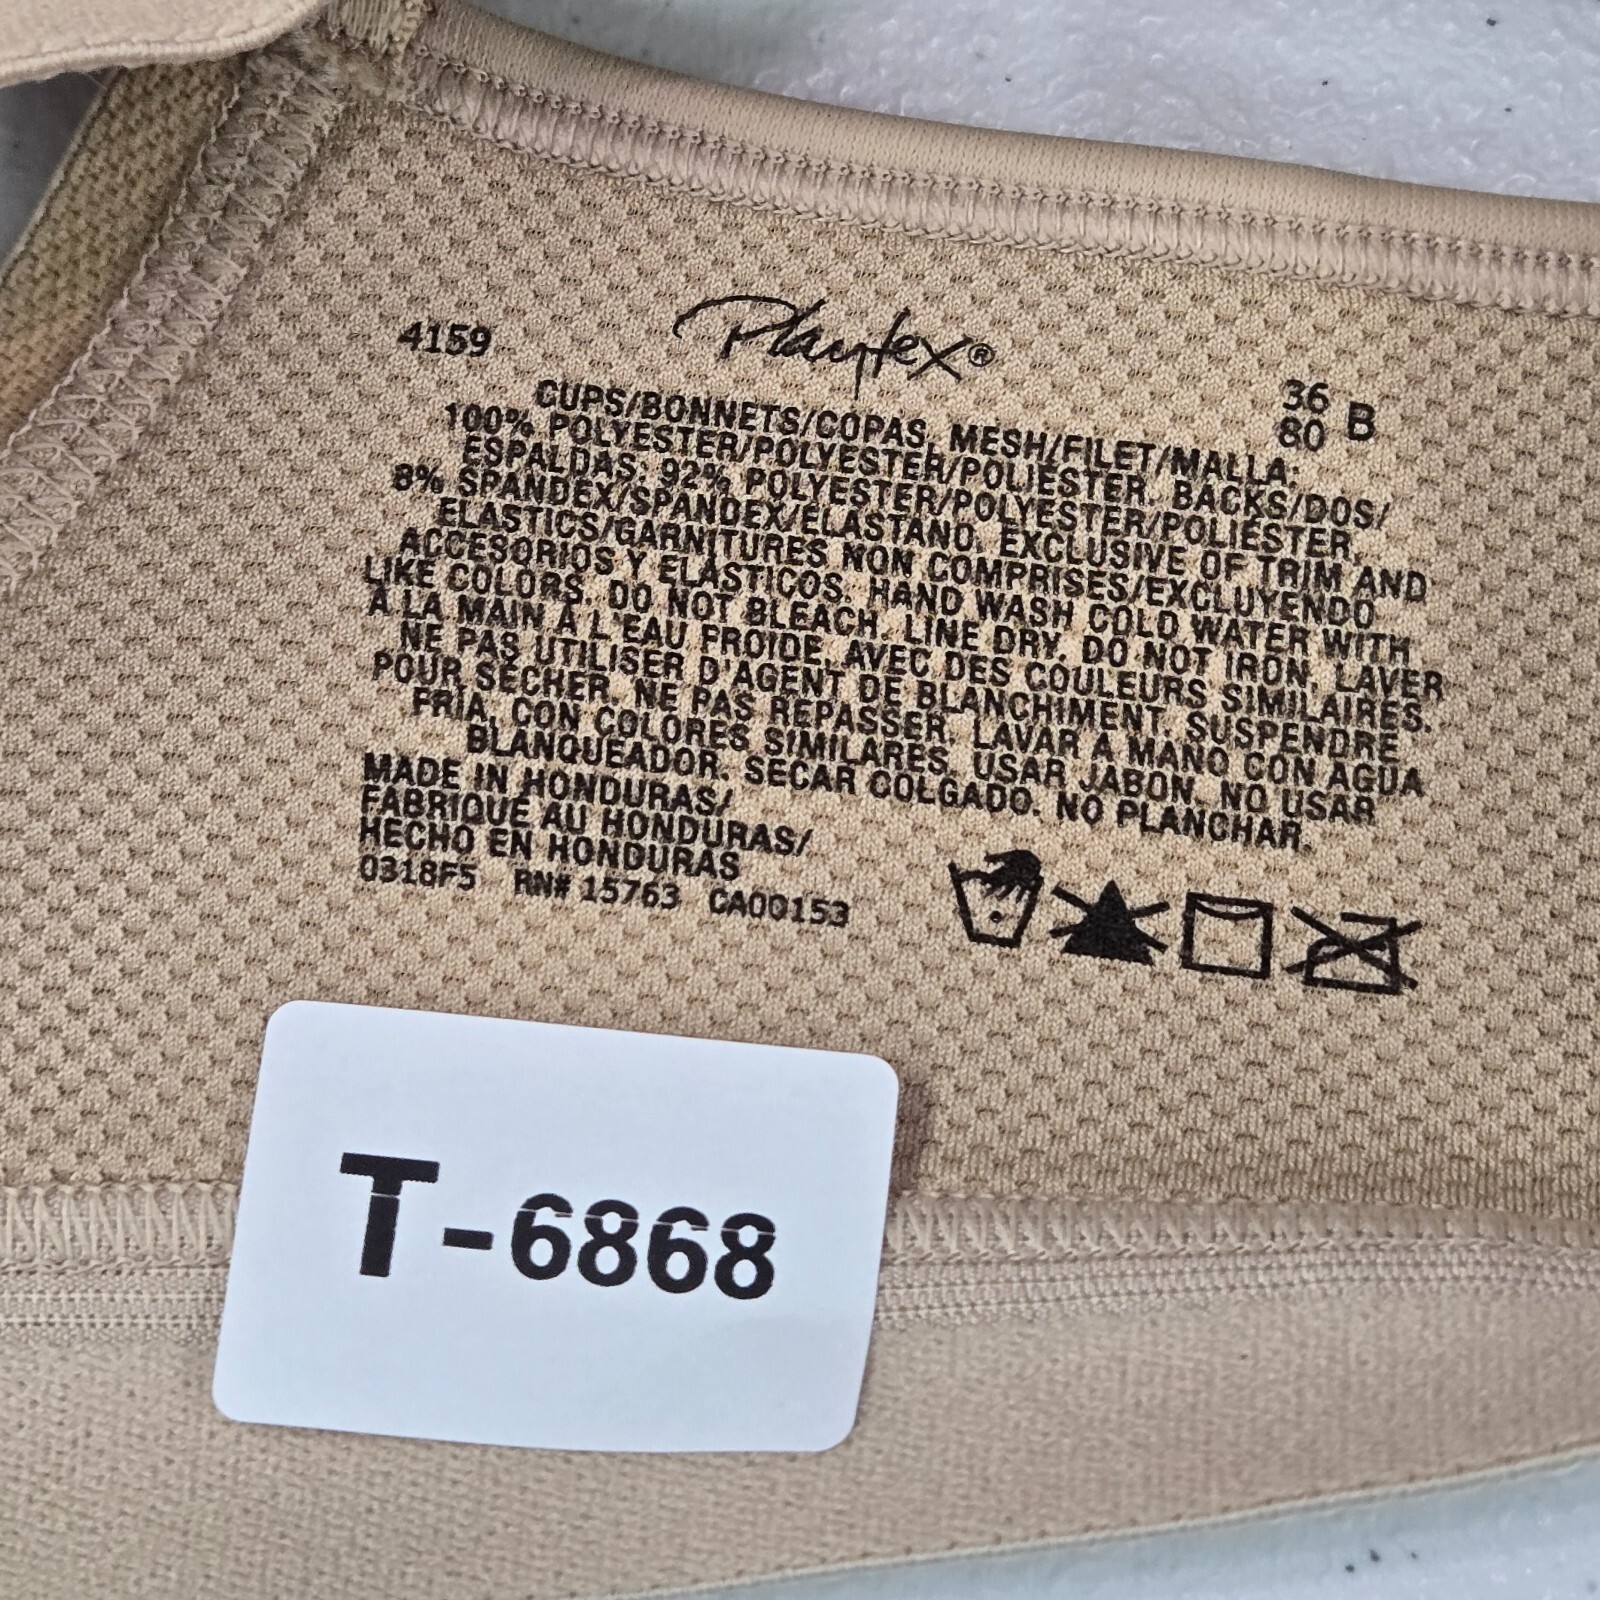 4159
Playtex®
36 B
80
CUPS/BONNETS/COPAS, MESH/FILET/MALLA:
100% POLYESTER/POLYESTER/POLIÉSTER. BACKS/DOS/
ESPALDAS: 92% POLYESTER/POLYESTER/POLIÉSTER,
8% SPANDEX/SPANDEX/ELASTANO. EXCLUSIVE OF TRIM AND
ELASTICS/GARNITURES NON COMPRISES/EXCLUYENDO
ACCESORIOS Y ELÁSTICOS. HAND WASH COLD WATER WITH
LIKE COLORS. DO NOT BLEACH. LINE DRY. DO NOT IRON. LAVER
À LA MAIN À L'EAU FROIDE, AVEC DES COULEURS SIMILAIRES.
NE PAS UTILISER D'AGENT DE BLANCHIMENT. SUSPENDRE
POUR SÉCHER. NE PAS REPASSER. LAVAR A MANO CON AGUA
FRÍA, CON COLORES SIMILARES. USAR JABÓN. NO USAR
BLANQUEADOR. SECAR COLGADO. NO PLANCHAR.
MADE IN HONDURAS/
FABRIQUÉ AU HONDURAS/
HECHO EN HONDURAS
0318F5 RN# 15763 CA00153
T-6868